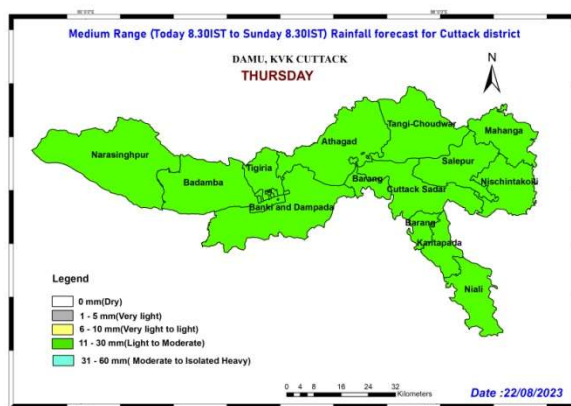 Medium Range (Today 8.30IST to Sunday 8.30IST) Rainfall forecast for Cuttack district
DAMU, KVK CUTTACK
THURSDAY
N
Tangi-Choudwar
Mahanga
Athagad
Narasinghpur
Tigiria
Salepur
Badamba
Barang
Nischintakoili
Cuttack Sadar
Banki and Dampada
Barang
Kantapada
Niali
Legend
0 mm(Dry)
1 - 5 mm(Very light)
6 - 10 mm(Very light to light)
11 - 30 mm(Light to Moderate)
31 - 60 mm( Moderate to Isolated Heavy)
0 4 8 16 24 32
Kilometers
Date :22/08/2023